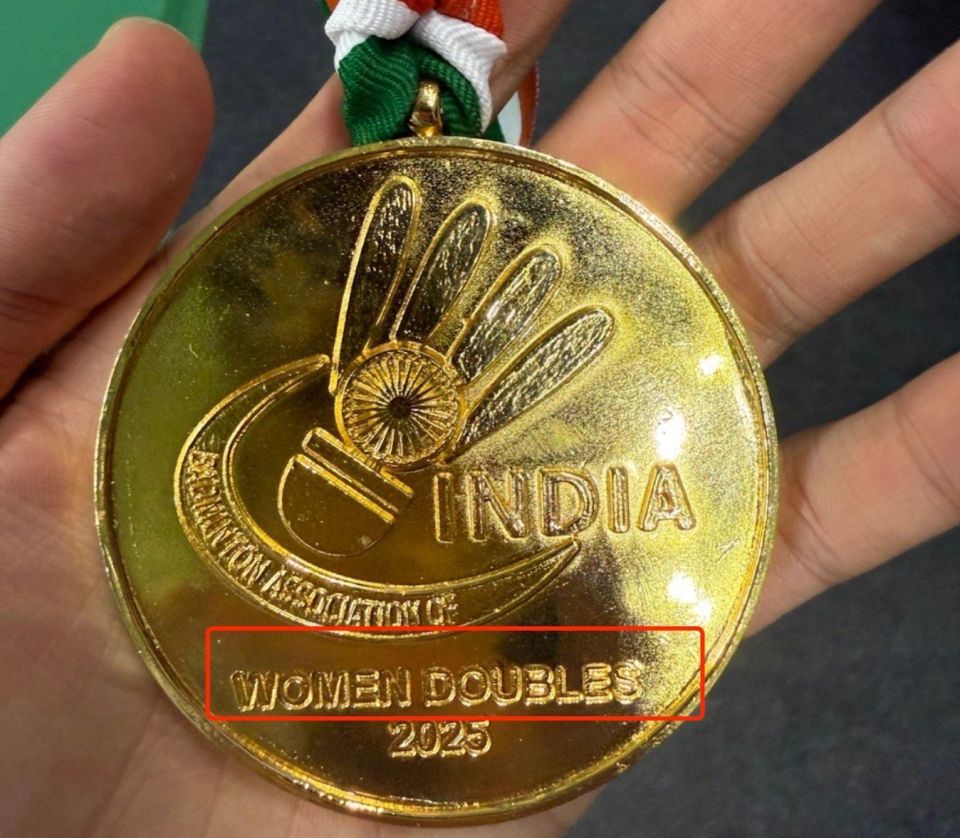 INDIA
BADMINTON ASSOCIATION OF
WOMEN DOUBLES
2025